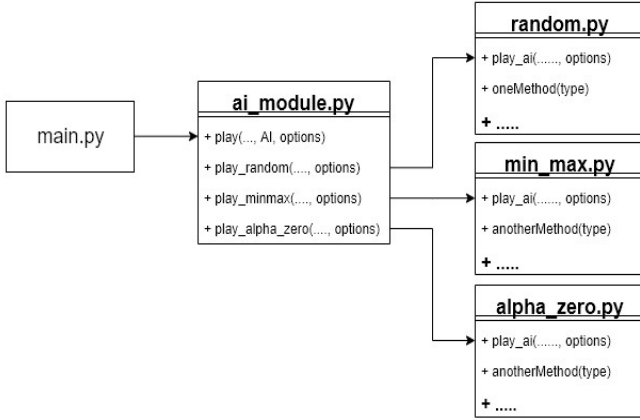 main.py
ai_module.py
+ play(..., AI, options)
+ play_random(...., options)
+ play_minmax(...., options)
+ play_alpha_zero(...., options)
random.py
+ play_ai(......, options)
+ oneMethod(type)
+ .....
min_max.py
+ play_ai(......, options)
+ anotherMethod(type)
+ .....
alpha_zero.py
+ play_ai(......, options)
+ anotherMethod(type)
+ .....